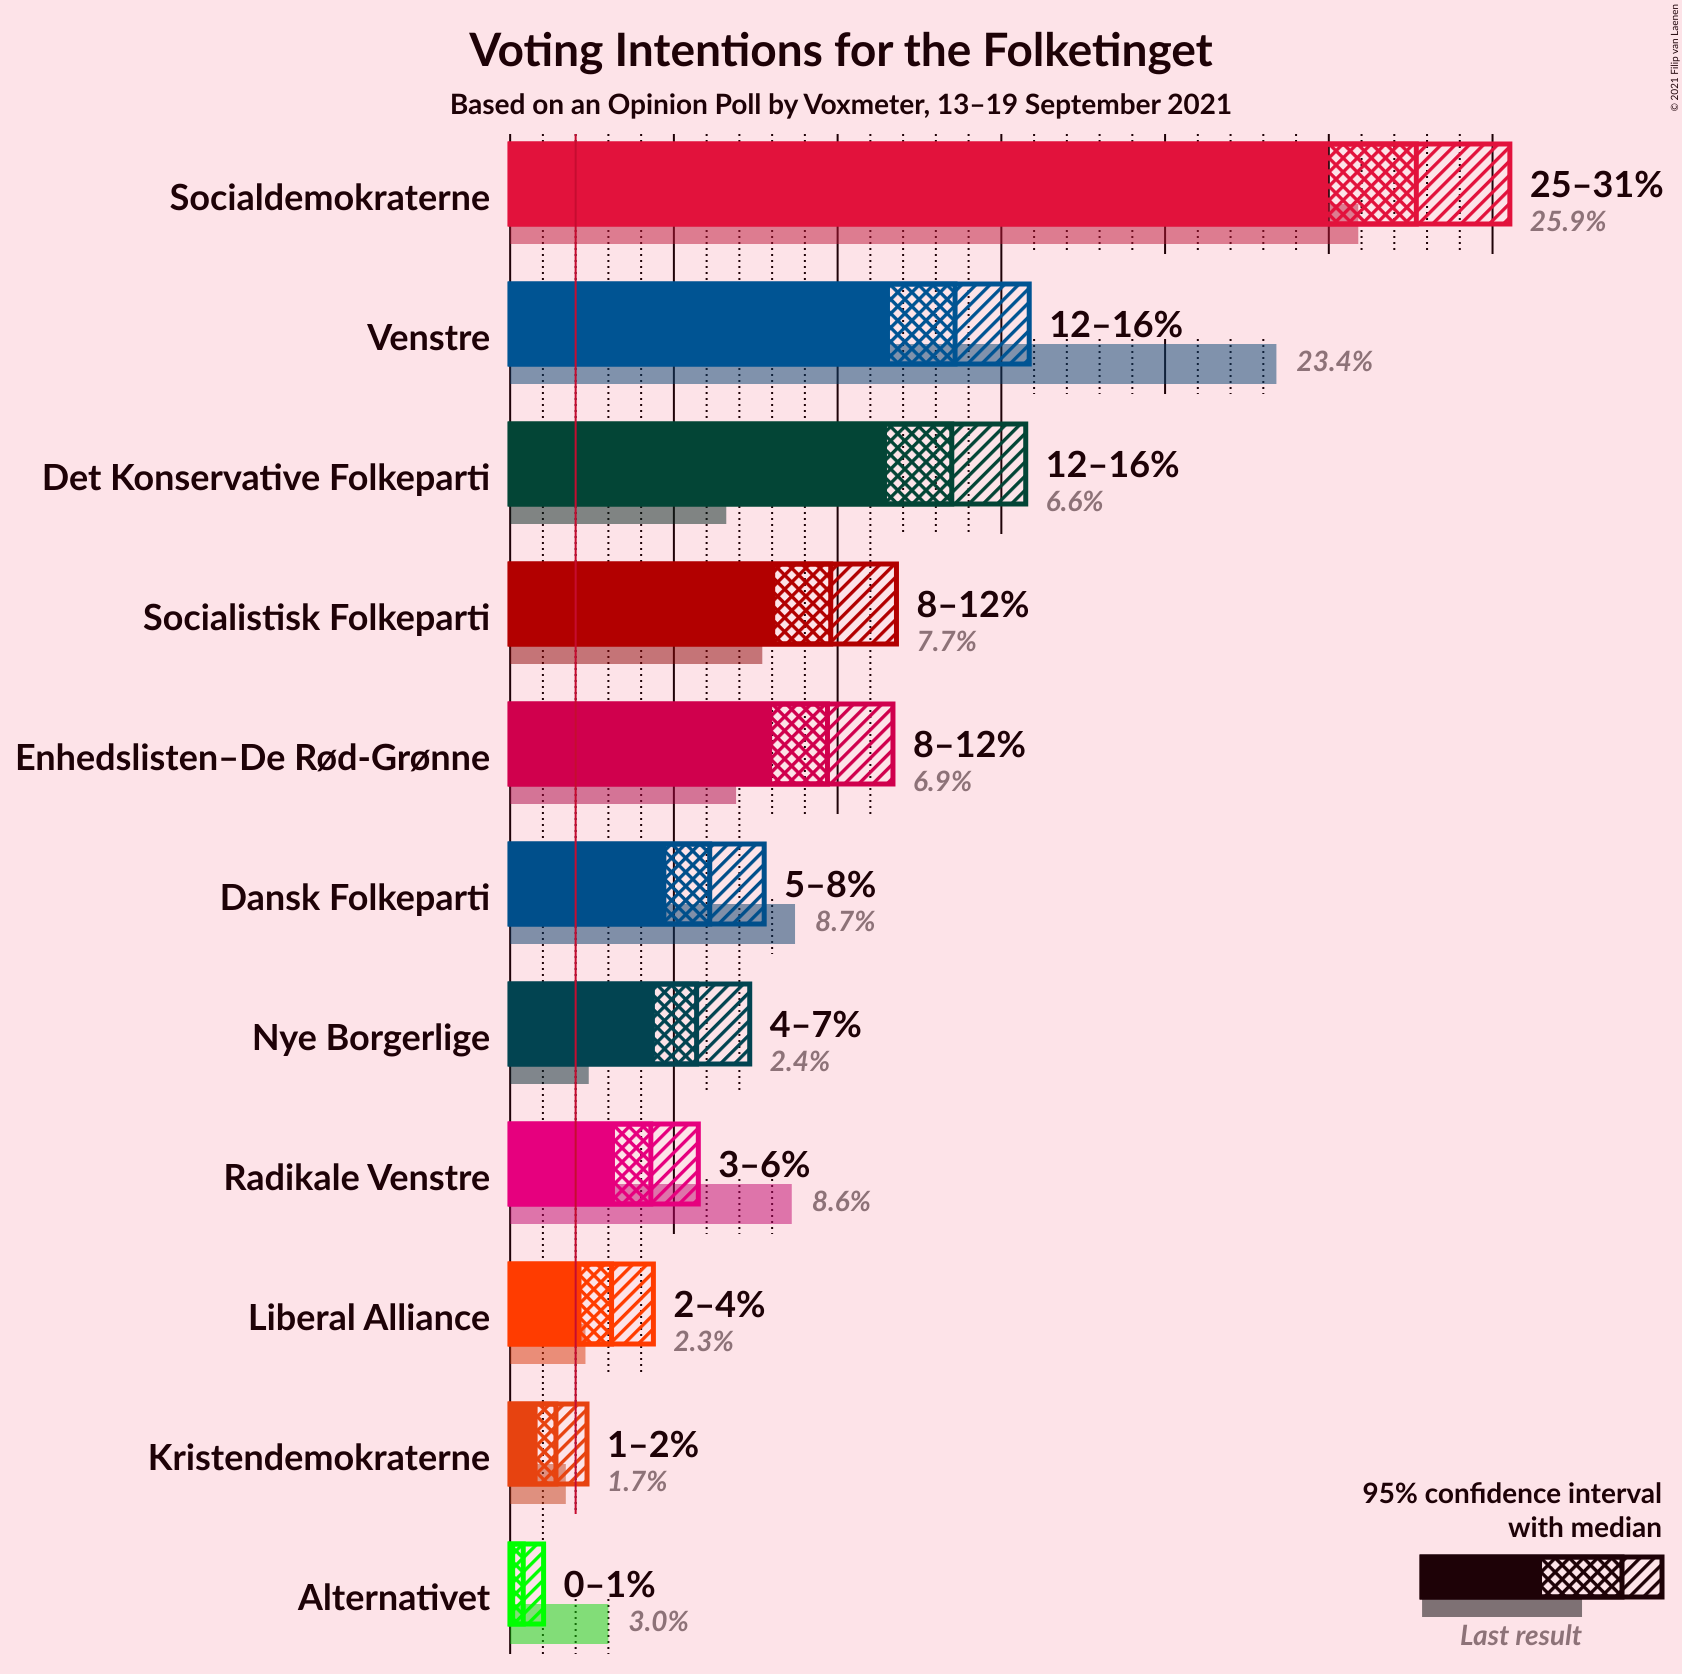 Voting Intentions for the Folketinget
Based on an Opinion Poll by Voxmeter, 13–19 September 2021
© 2021 Filip van Laenen
Socialdemokraterne
25–31%
25.9%
Venstre
12–16%
23.4%
Det Konservative Folkeparti
12–16%
6.6%
Socialistisk Folkeparti
8–12%
7.7%
Enhedslisten–De Rød-Grønne
8–12%
6.9%
Dansk Folkeparti
5–8%
8.7%
Nye Borgerlige
4–7%
2.4%
Radikale Venstre
3–6%
8.6%
Liberal Alliance
2–4%
2.3%
Kristendemokraterne
1–2%
1.7%
Alternativet
0–1%
3.0%
95% confidence interval
with median
Last result